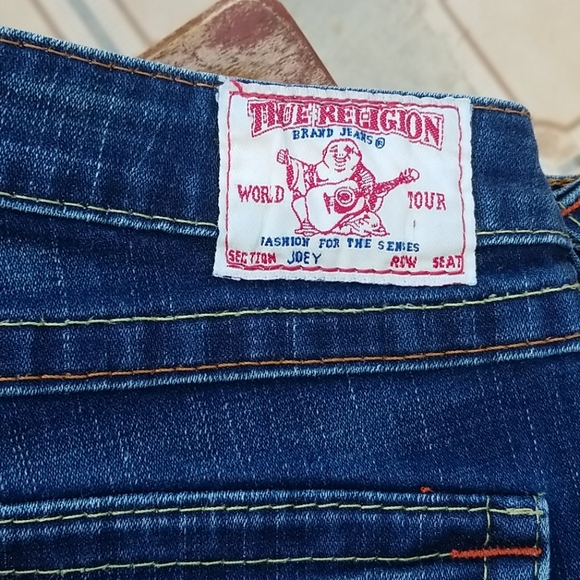 TRUE RELIGION
BRAND JEANS®
WORLD TOUR
FASHION FOR THE SENSES
SECTION JOEY ROW SEAT